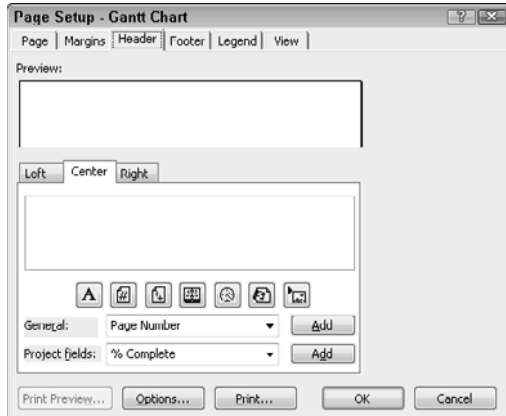 Page Setup - Gantt Chart
Page Margins Header Footer Legend View
Preview:
Left Center Right
A
General: Page Number Add
Project fields: % Complete Add
Print Preview... Options... Print... OK Cancel